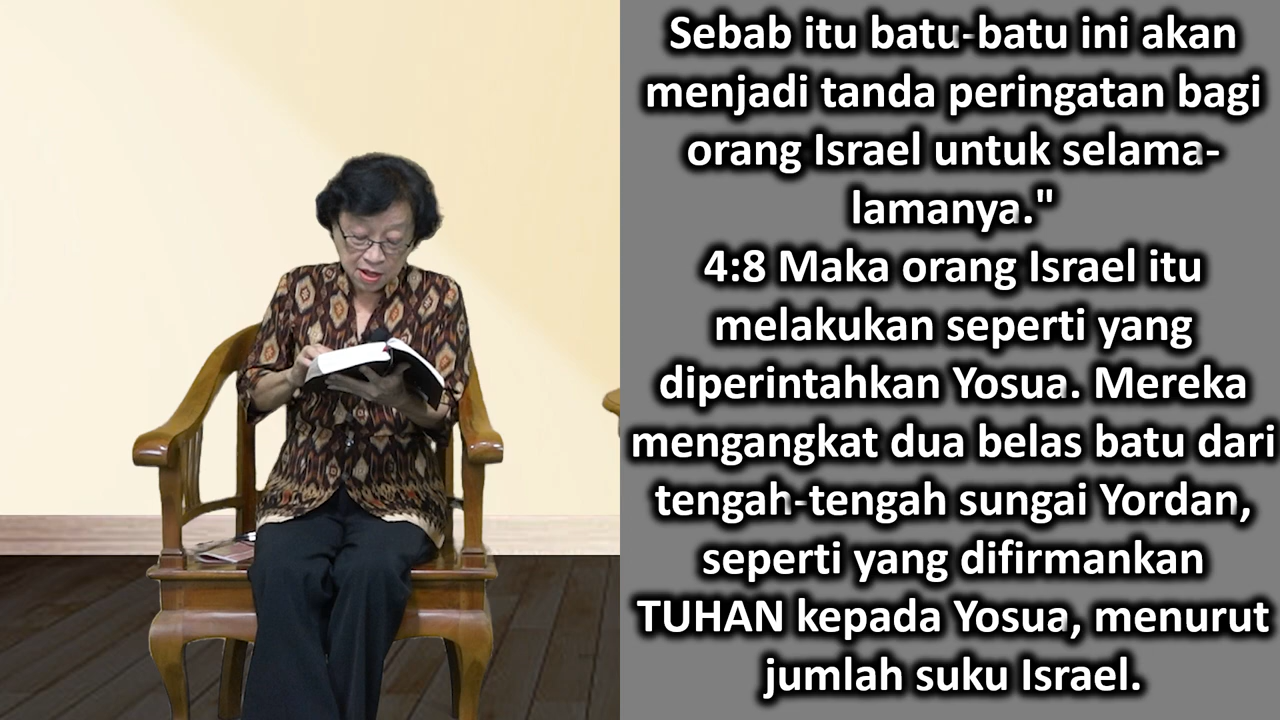 Sebab itu batu-batu ini akan
menjadi tanda peringatan bagi
orang Israel untuk selama-
lamanya."
4:8 Maka orang Israel itu
melakukan seperti yang
diperintahkan Yosua. Mereka
mengangkat dua belas batu dari
tengah-tengah sungai Yordan,
seperti yang difirmankan
TUHAN kepada Yosua, menurut
jumlah suku Israel.